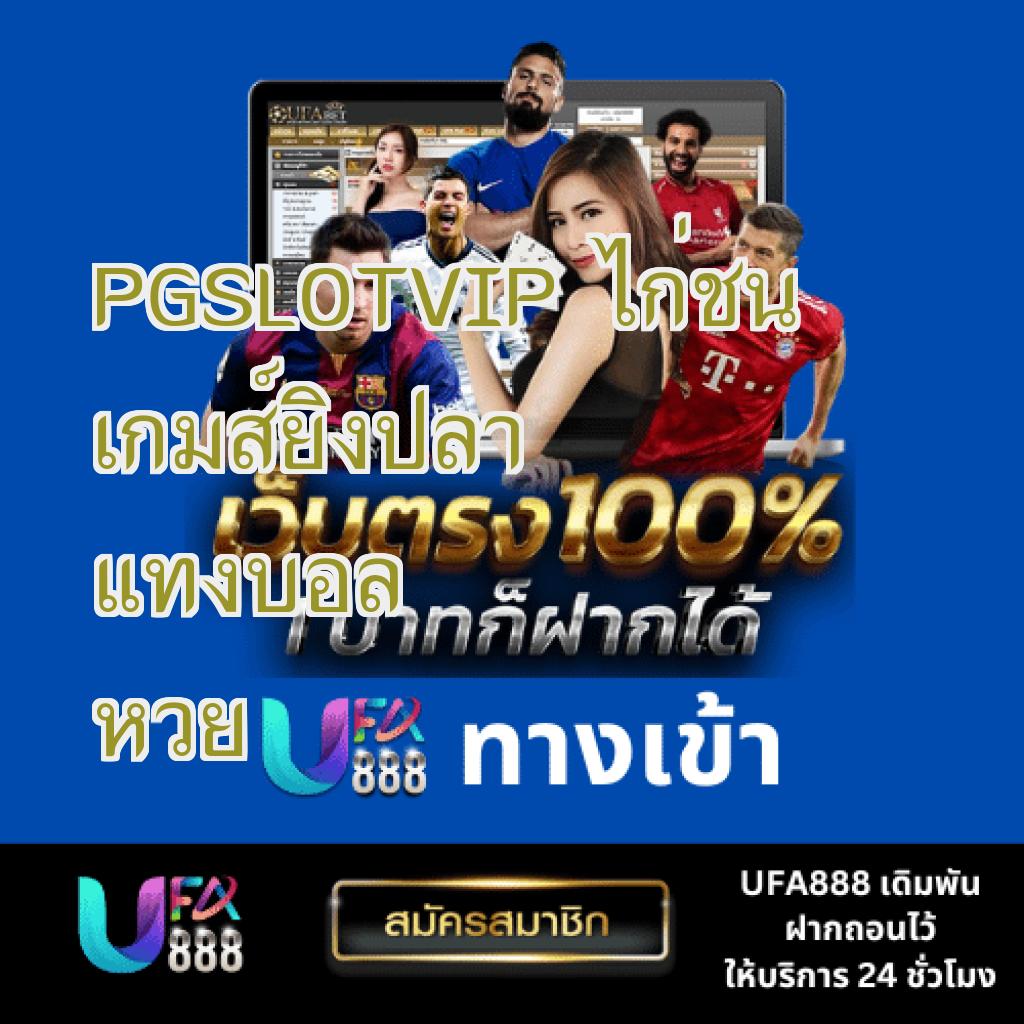 UFABET
PGSLOTVIP ไก่ชน
เกมส์ยิงปลา
เว็บตรง100%
แทงบอล
1 บาทก็ฝากได้
หวย UFA 888 ทางเข้า
UFA 888
สมัครสมาชิก
UFA888 เดิมพัน
ฝากถอนไว้
ให้บริการ 24 ชั่วโมง